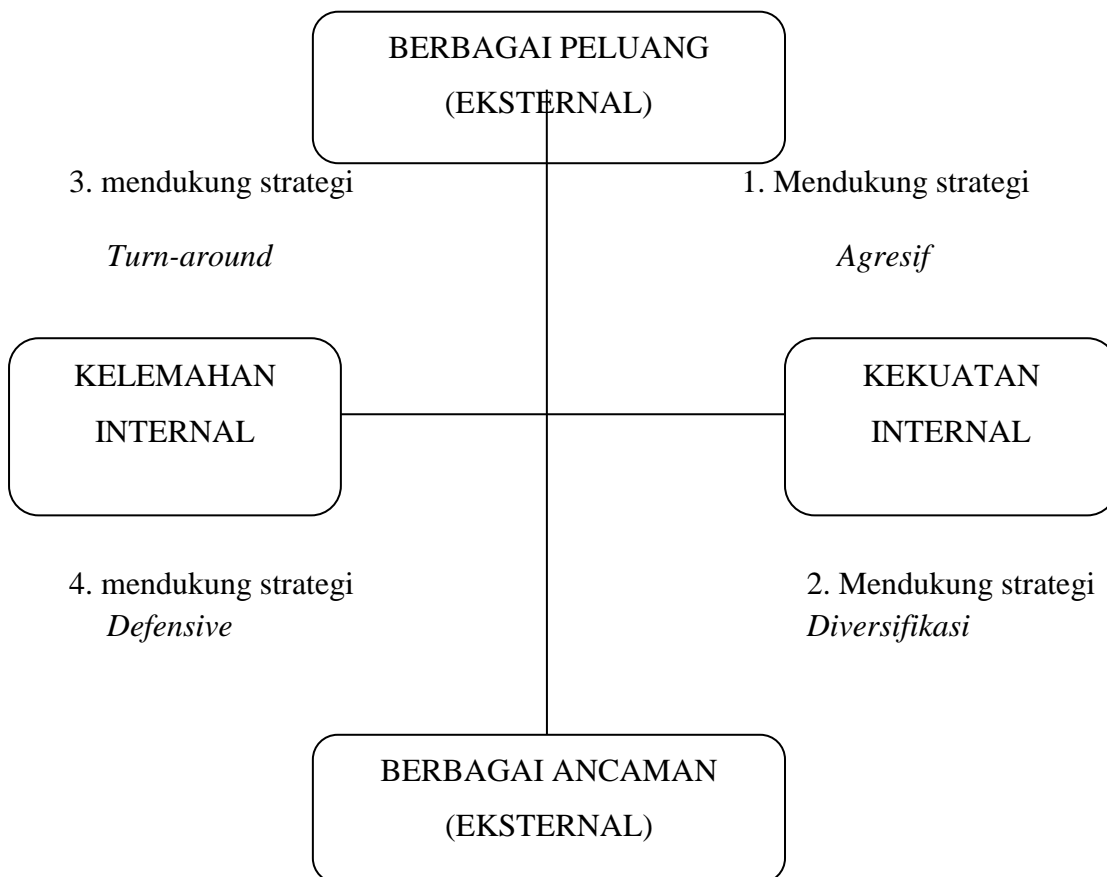 BERBAGAI PELUANG
(EKSTERNAL)
3. mendukung strategi
1. Mendukung strategi
Turn-around
Agresif
KELEMAHAN
INTERNAL
KEKUATAN
INTERNAL
4. mendukung strategi
Defensive
2. Mendukung strategi
Diversifikasi
BERBAGAI ANCAMAN
(EKSTERNAL)